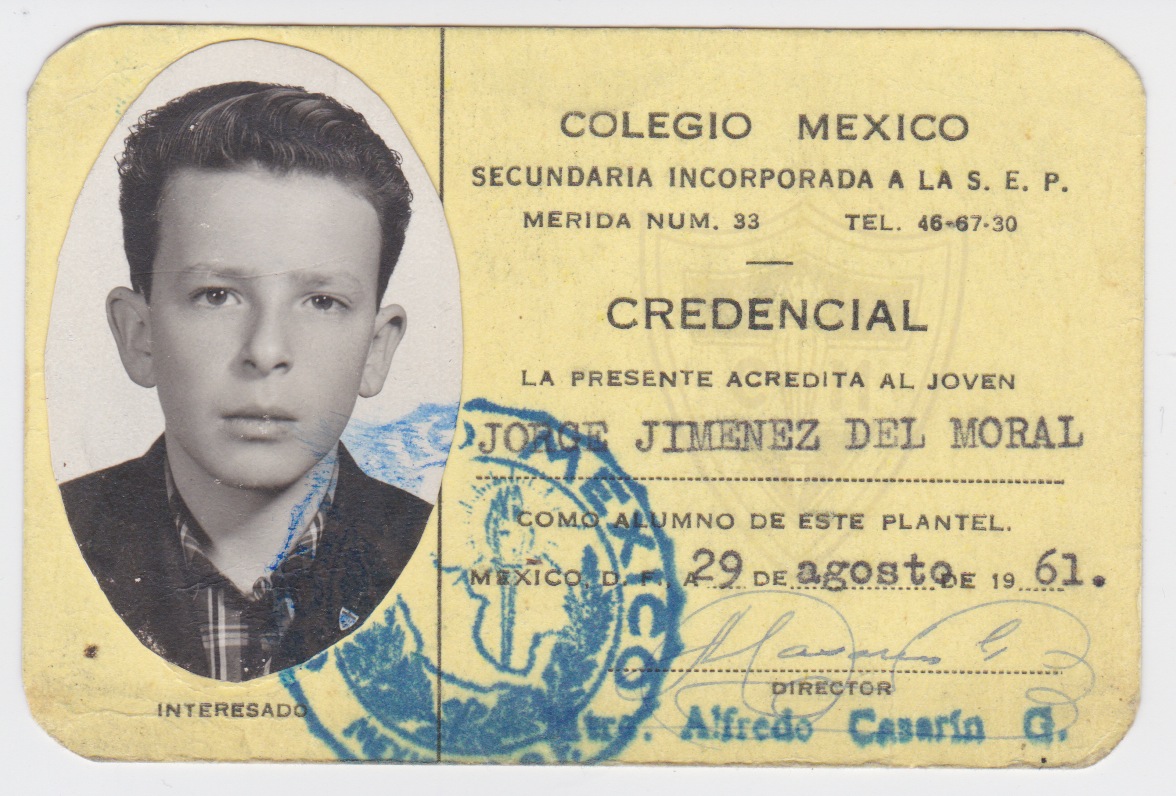 COLEGIO MEXICO
SECUNDARIA INCORPORADA A LA S. E. P.
MERIDA NUM. 33 TEL. 46-67-30
CREDENCIAL
LA PRESENTE ACREDITA AL JOVEN
JORGE JIMENEZ DEL MORAL
COMO ALUMNO DE ESTE PLANTEL.
MEXICO, D. F. A 29 DE agosto DE 19 61.
DIRECTOR
Alfredo Casarín G.
INTERESADO
MEXICO